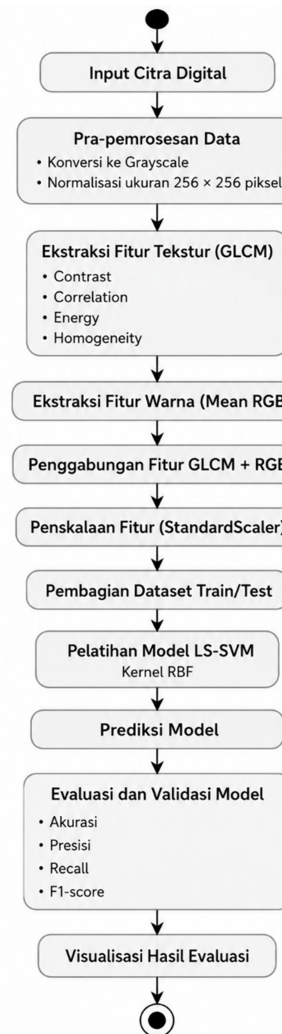 Input Citra Digital
Pra-pemrosesan Data
• Konversi ke Grayscale
• Normalisasi ukuran 256 × 256 piksel
Ekstraksi Fitur Tekstur (GLCM)
• Contrast
• Correlation
• Energy
• Homogeneity
Ekstraksi Fitur Warna (Mean RGB
Penggabungan Fitur GLCM + RGB
Penskalaan Fitur (StandardScaler)
Pembagian Dataset Train/Test
Pelatihan Model LS-SVM
Kernel RBF
Prediksi Model
Evaluasi dan Validasi Model
• Akurasi
• Presisi
• Recall
• F1-score
Visualisasi Hasil Evaluasi